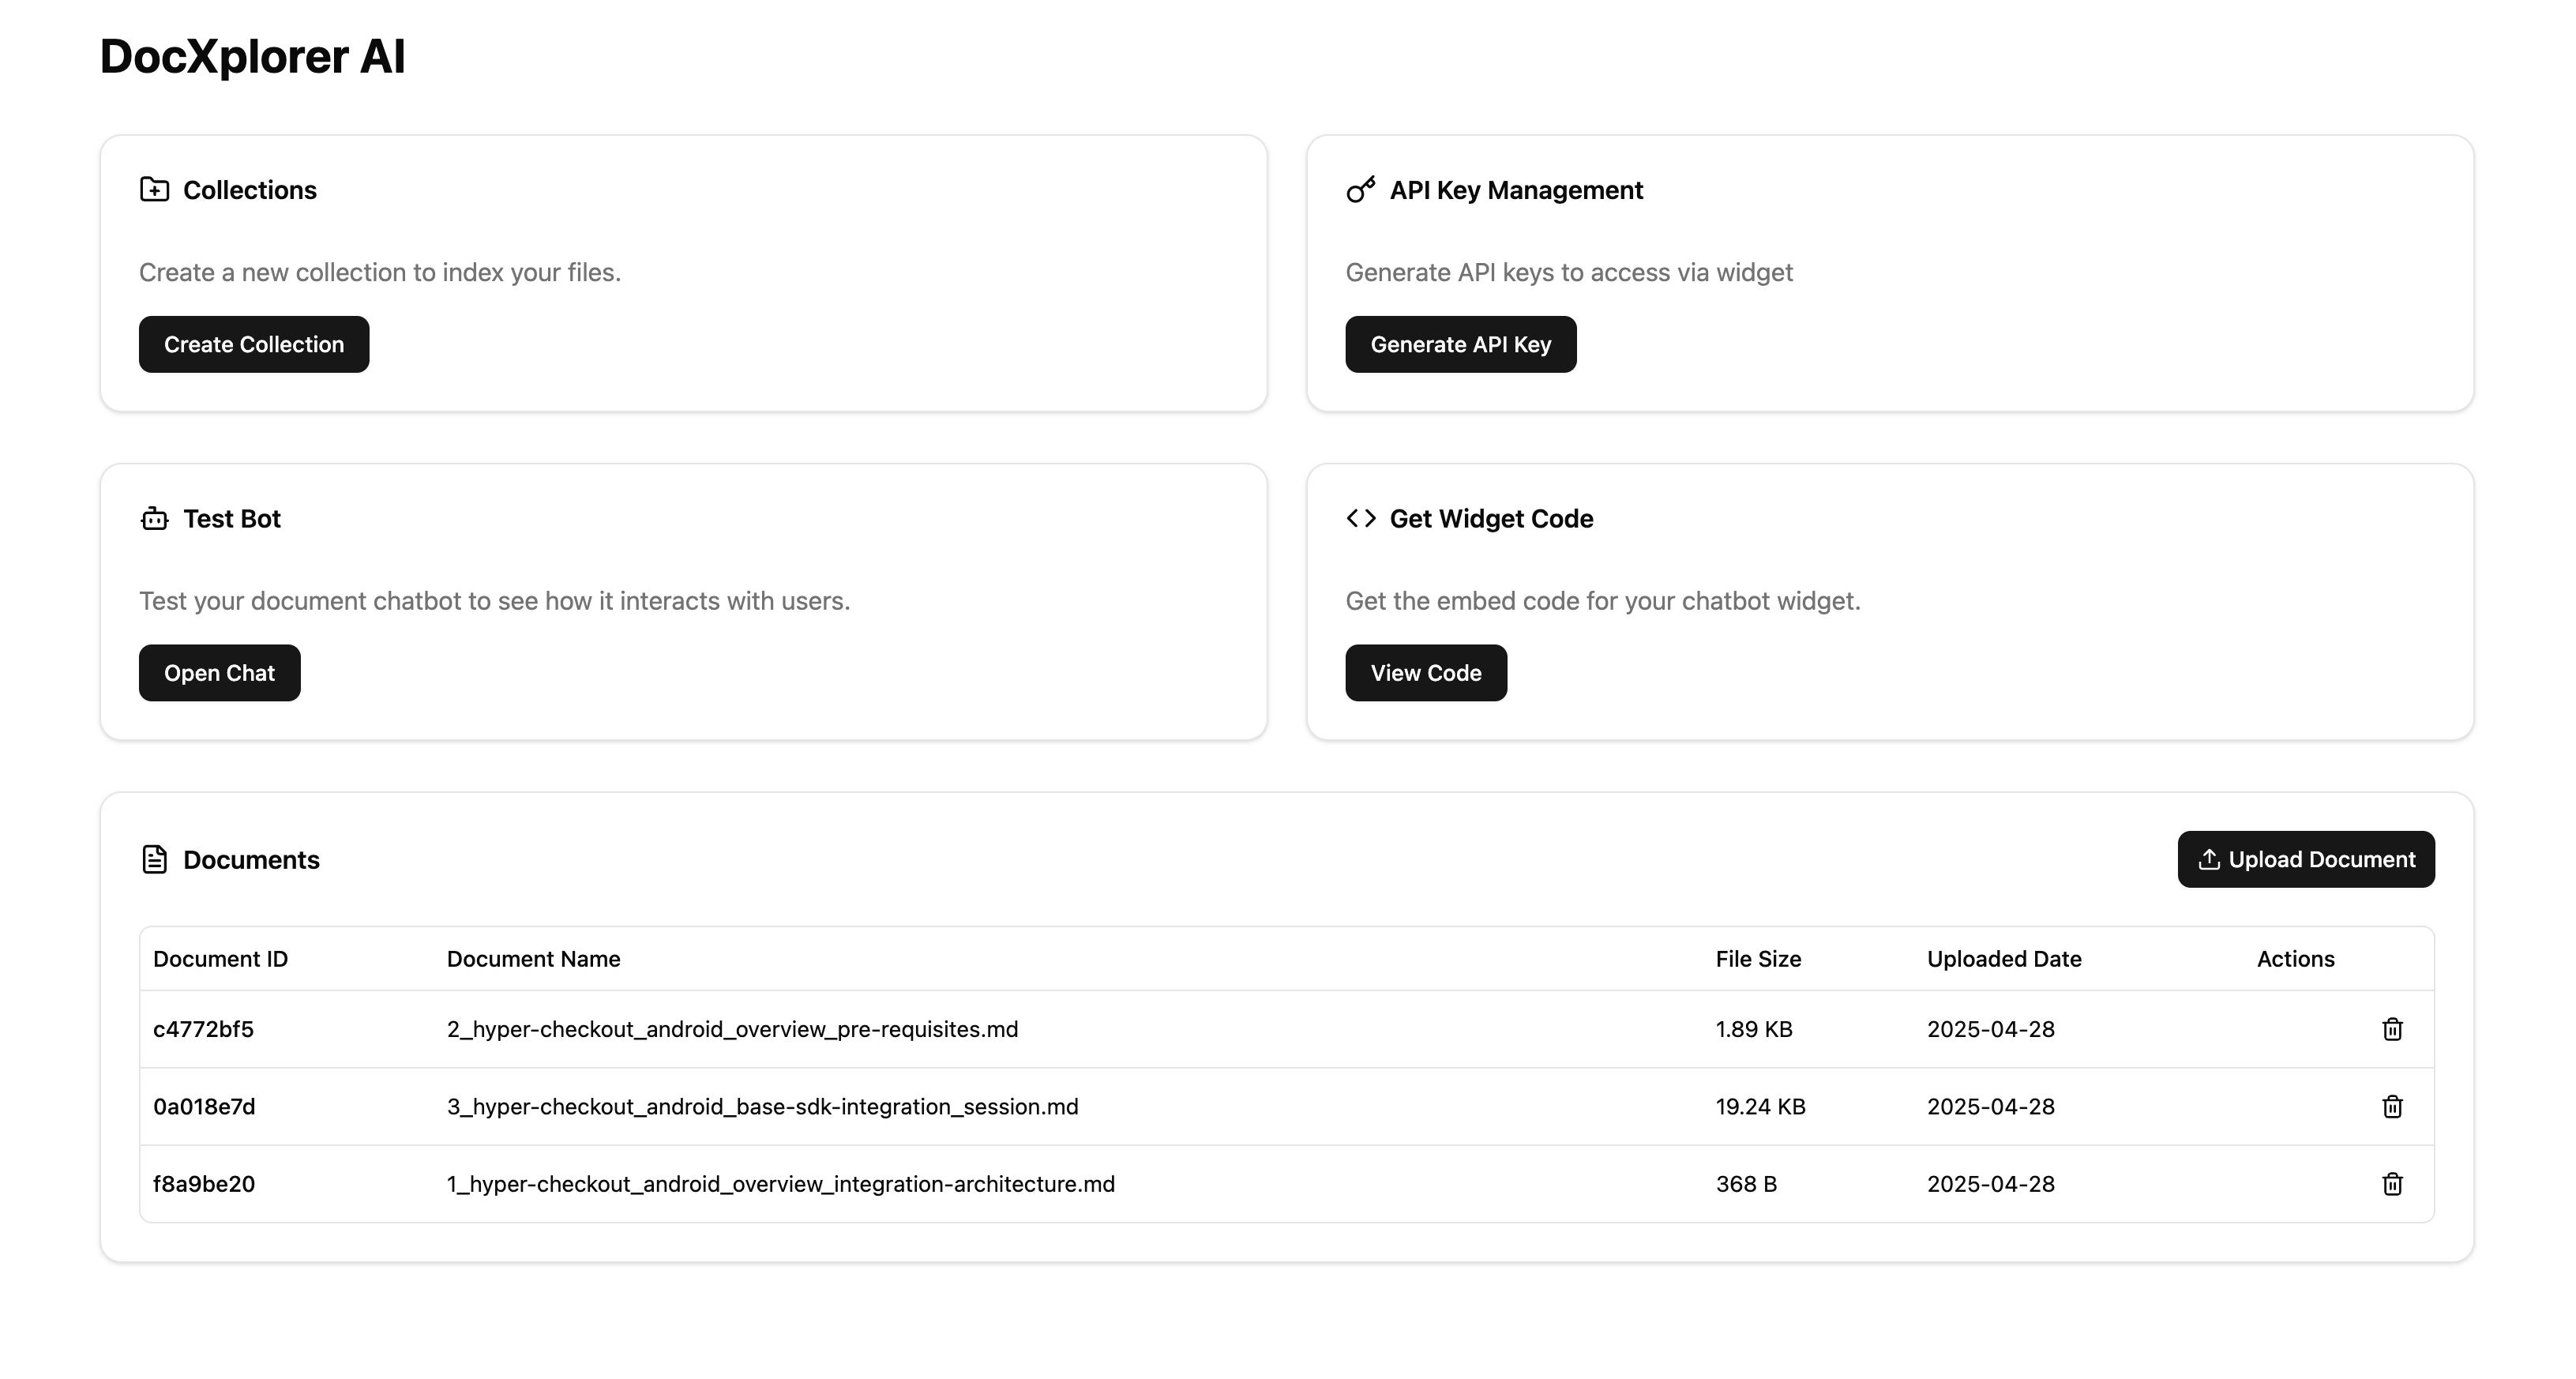 DocXplorer AI
Collections
Create a new collection to index your files.
Create Collection
API Key Management
Generate API keys to access via widget
Generate API Key
Test Bot
Test your document chatbot to see how it interacts with users.
Open Chat
Get Widget Code
Get the embed code for your chatbot widget.
View Code
Documents
Upload Document
Document ID Document Name File Size Uploaded Date Actions
c4772bf5 2_hyper-checkout_android_overview_pre-requisites.md 1.89 KB 2025-04-28
0a018e7d 3_hyper-checkout_android_base-sdk-integration_session.md 19.24 KB 2025-04-28
f8a9be20 1_hyper-checkout_android_overview_integration-architecture.md 368 B 2025-04-28